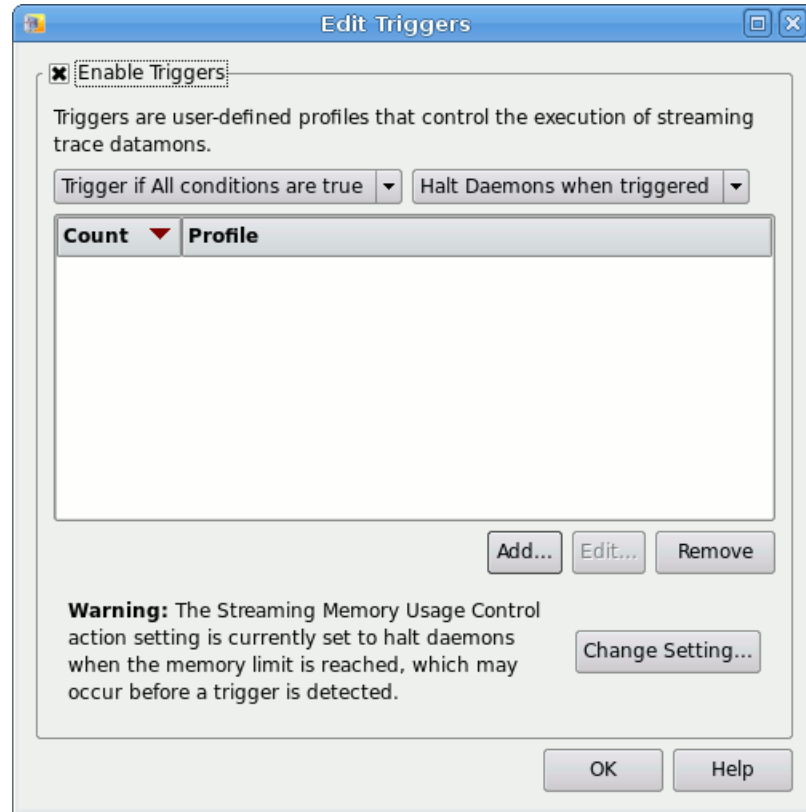 Edit Triggers
Enable Triggers
Triggers are user-defined profiles that control the execution of streaming
trace datamons.
Trigger if All conditions are true Halt Daemons when triggered
Count Profile
Add... Edit... Remove
Warning: The Streaming Memory Usage Control
action setting is currently set to halt daemons
when the memory limit is reached, which may
occur before a trigger is detected.
Change Setting...
OK Help